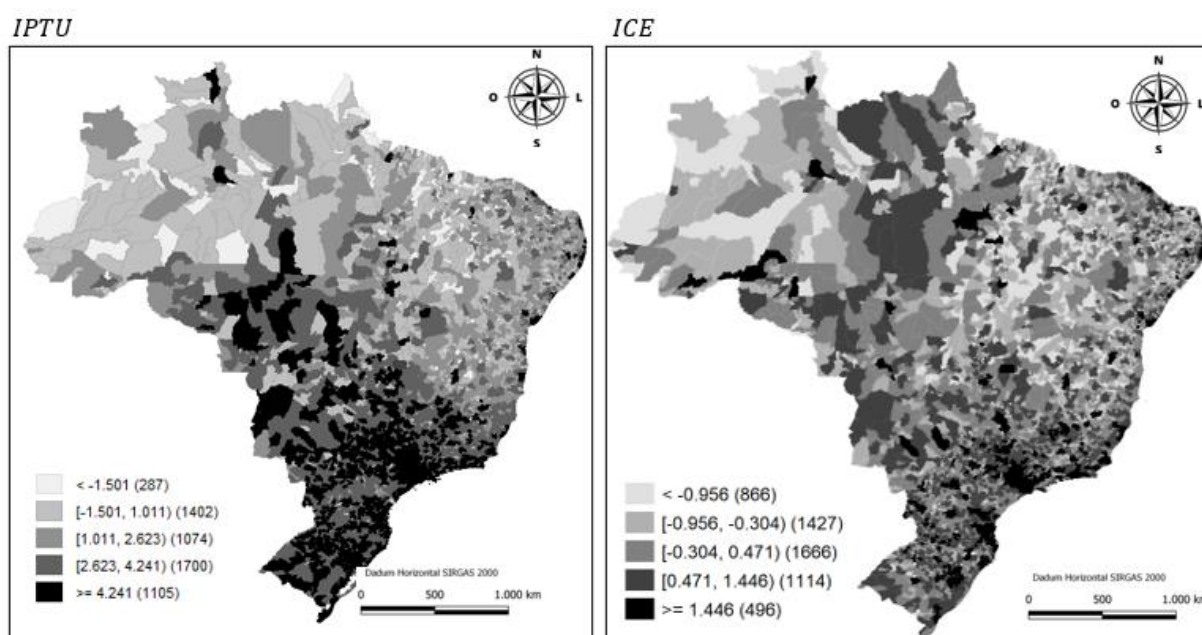 IPTU
ICE
N
O L
S
N
O L
S
< -1.501 (287)
[-1.501, 1.011) (1402)
[1.011, 2.623) (1074)
[2.623, 4.241) (1700)
>= 4.241 (1105)
Dadum Horizontal SIRGAS 2000
0 500 1.000 km
< -0.956 (866)
[-0.956, -0.304) (1427)
[-0.304, 0.471) (1666)
[0.471, 1.446) (1114)
>= 1.446 (496)
Dadum Horizontal SIRGAS 2000
0 500 1.000 km